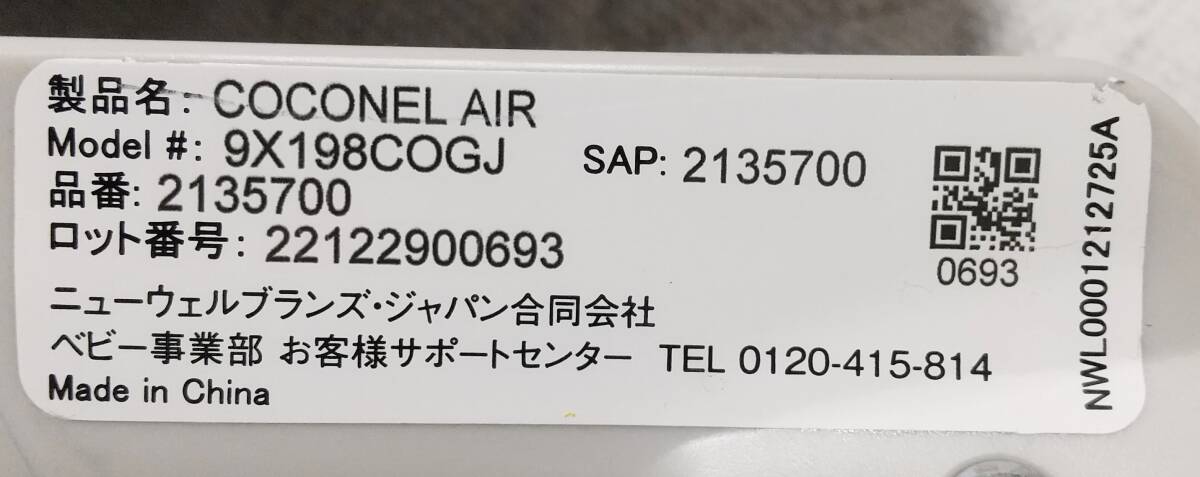 製品名: COCONEL AIR
Model #: 9X198COGJ
SAP: 2135700
品番: 2135700
ロット番号: 22122900693
0693
ニューウェルブランズ・ジャパン合同会社
ベビー事業部 お客様サポートセンター TEL 0120-415-814
Made in China
NWL0001212725A